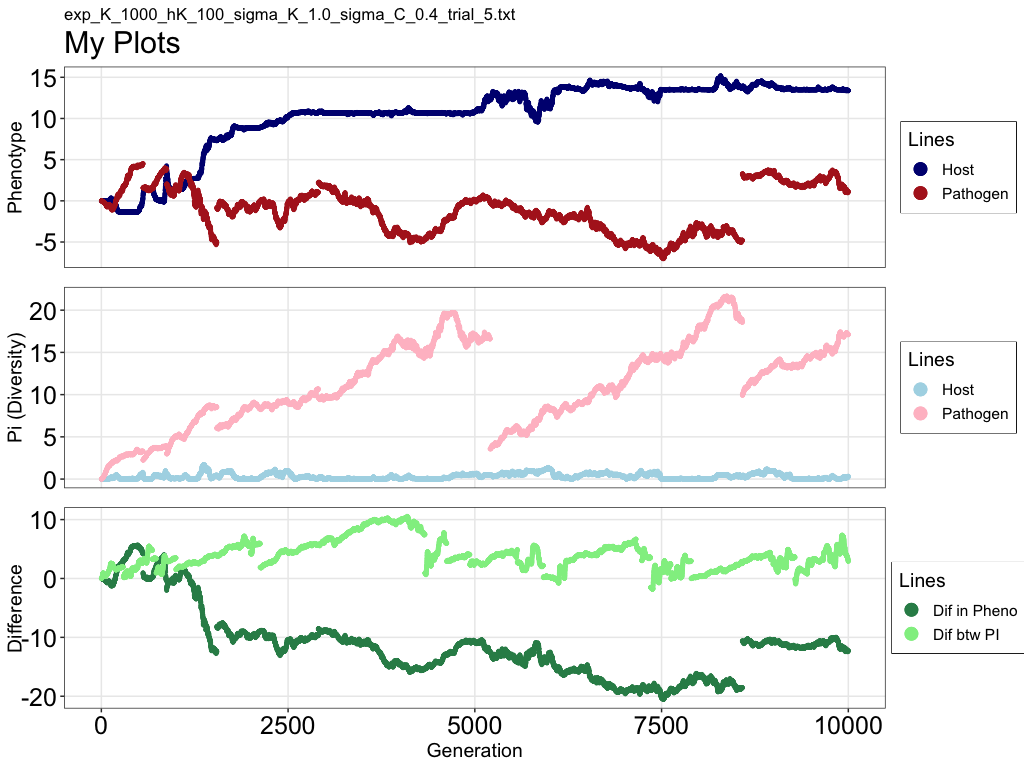 exp_K_1000_hK_100_sigma_K_1.0_sigma_C_0.4_trial_5.txt
My Plots
Phenotype
15
10
5
0
-5
Lines
Host
Pathogen
Pi (Diversity)
20
15
10
5
0
Lines
Host
Pathogen
Difference
10
0
-10
-20
Lines
Dif in Pheno
Dif btw PI
0 2500 5000 7500 10000
Generation